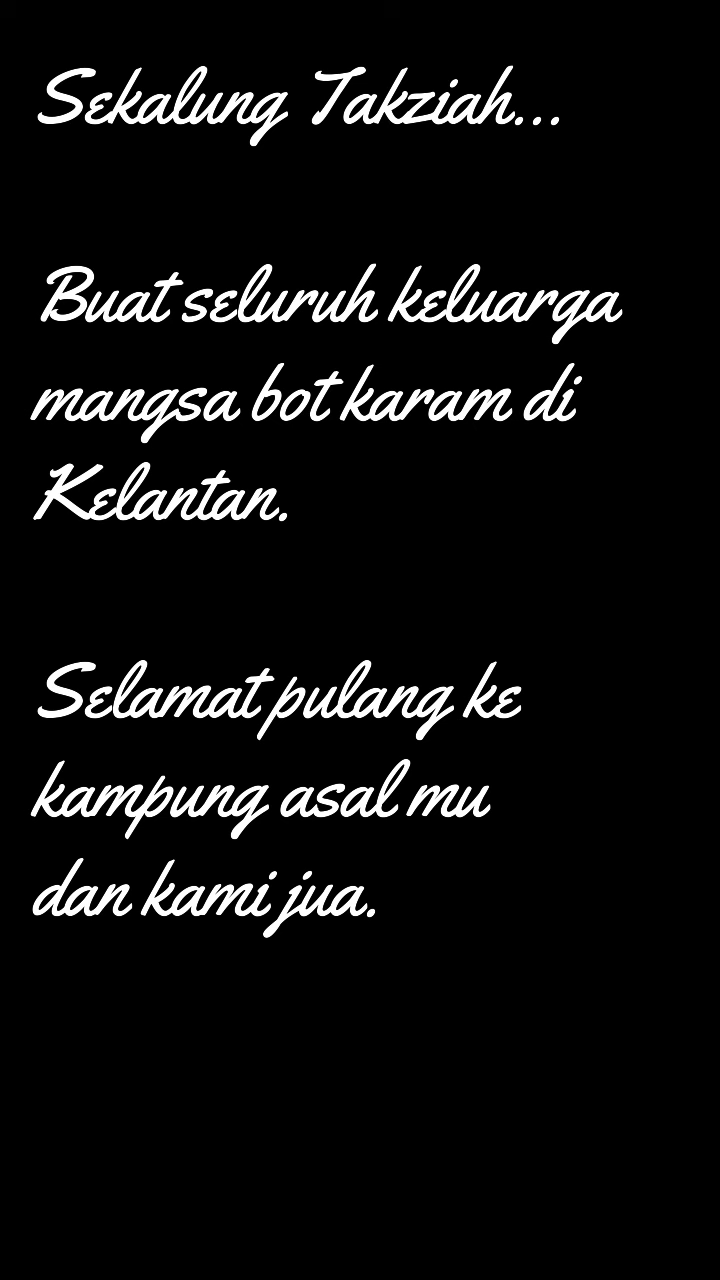 Sekalung Takziah...
Buat seluruh keluarga
mangsa bot karam di
Kelantan.
Selamat pulang ke
kampung asal mu
dan kami jua.